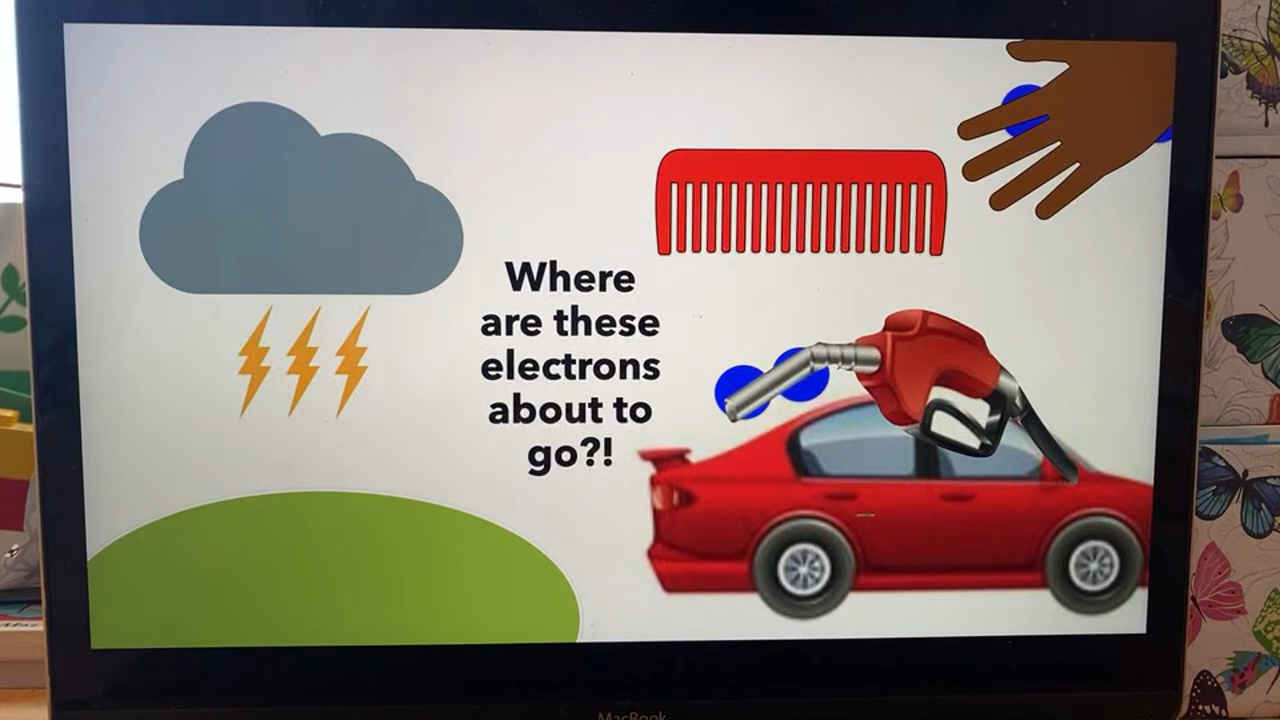 Where
are these
electrons
about to
go?!
MacBook